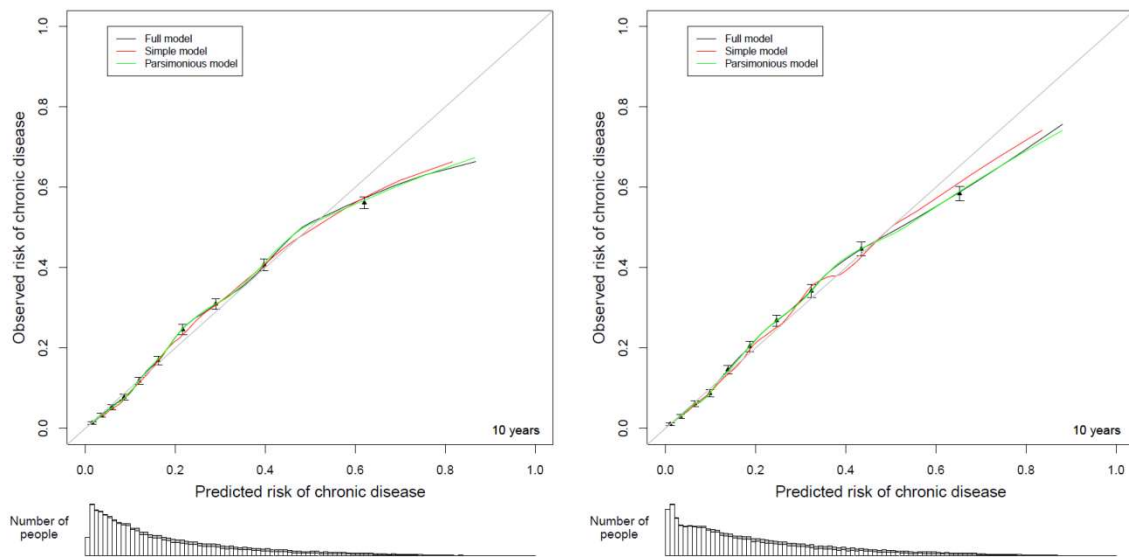 Full model
Simple model
Parsimonious model
Observed risk of chronic disease
1.0
0.8
0.6
0.4
0.2
0.0
10 years
0.0 0.2 0.4 0.6 0.8 1.0
Predicted risk of chronic disease
Number of
people
Full model
Simple model
Parsimonious model
Observed risk of chronic disease
1.0
0.8
0.6
0.4
0.2
0.0
10 years
0.0 0.2 0.4 0.6 0.8 1.0
Predicted risk of chronic disease
Number of
people